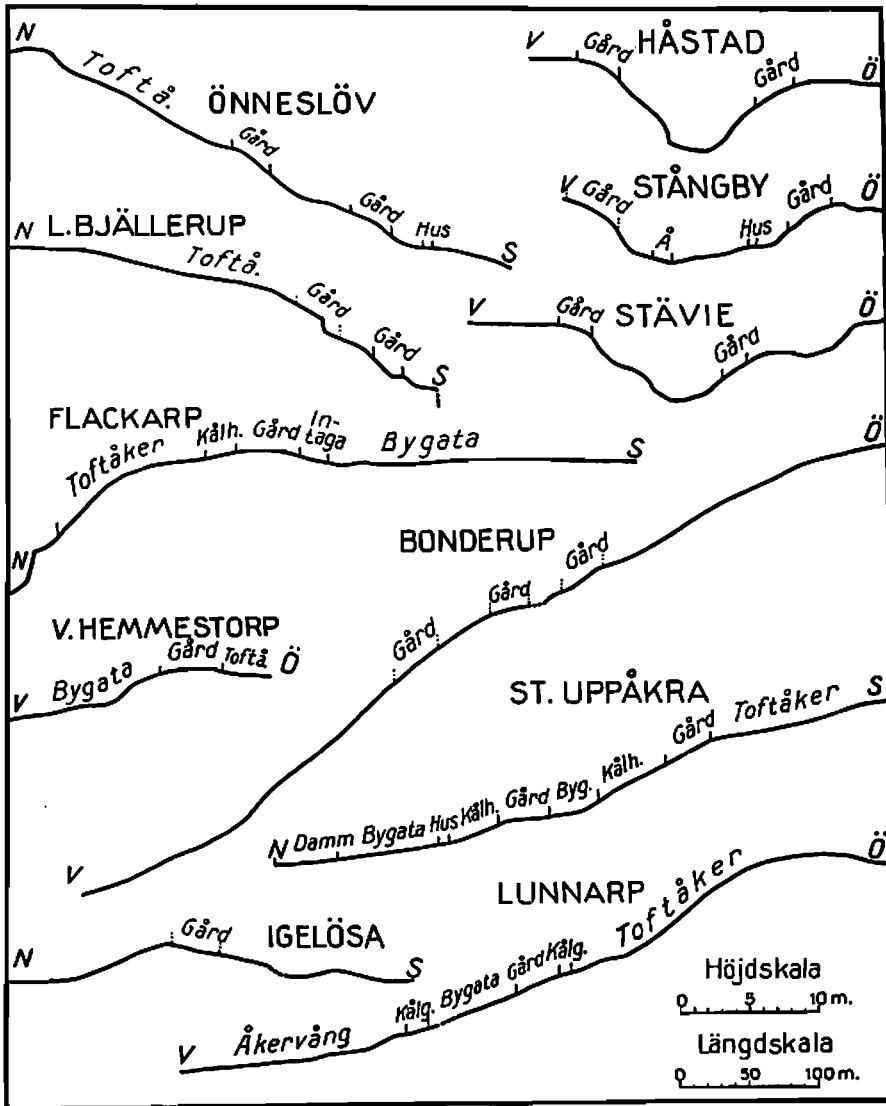 N Toftå. ÖNNESLÖV Gård Gård Hus S
V Gård HÅSTAD Gård Ö
V Gård STÅNGBY Å Hus Gård Ö
N L. BJÄLLERUP Toftå. Gård Gård S
V Gård STÄVIE Gård Ö
FLACKARP
N Toftåker Kålh. Gård In-
taga Bygata S
BONDERUP
V Gård Gård Gård Ö
V. HEMMESTORP
V Bygata Gård Toftå. Ö
ST. UPPÅKRA
N Damm Bygata Hus Kålh. Gård Byg. Kålh. Gård Toftåker S
N Gård IGELÖSA S
LUNNARP
V Åkervång Kålg. Bygata Gård Kålg. Toftåker Ö
Höjdskala
0 5 10 m.
Längdskala
0 50 100 m.